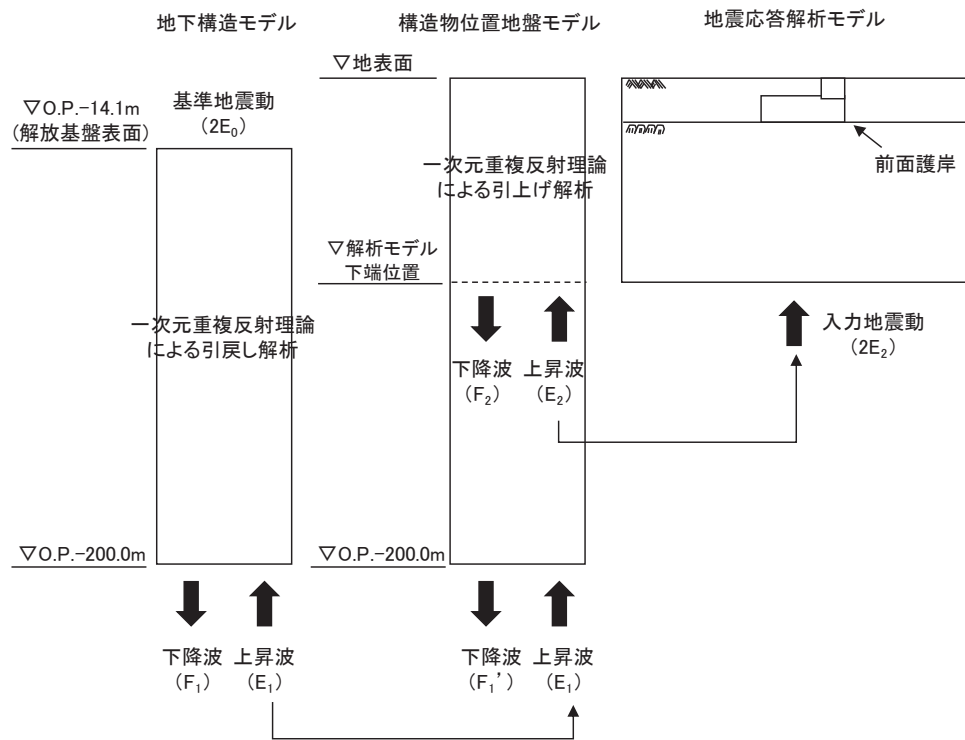 地下構造モデル
▽O.P.-14.1m
(解放基盤表面)
基準地震動
(2E₀)
一次元重複反射理論
による引戻し解析
▽O.P.-200.0m
下降波
(F₁)
上昇波
(E₁)
構造物位置地盤モデル
▽地表面
一次元重複反射理論
による引上げ解析
▽解析モデル
下端位置
下降波
(F₂)
上昇波
(E₂)
▽O.P.-200.0m
下降波
(F₁’)
上昇波
(E₁)
地震応答解析モデル
前面護岸
入力地震動
(2E₂)